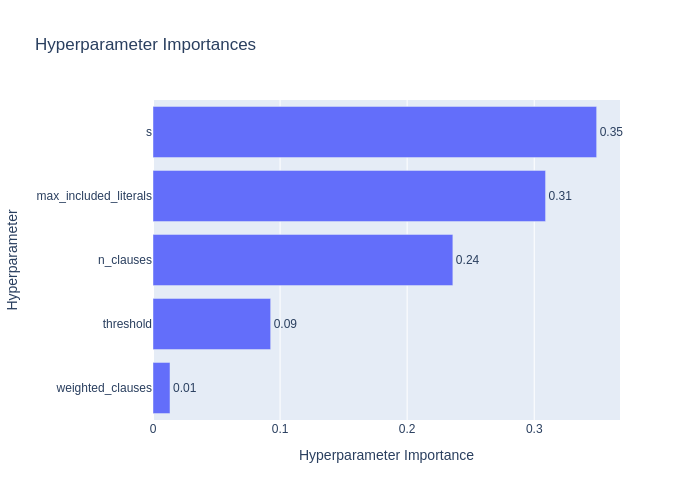 Hyperparameter Importances
s
0.35
max_included_literals
0.31
n_clauses
0.24
threshold
0.09
weighted_clauses
0.01
0
0.1
0.2
0.3
Hyperparameter Importance
Hyperparameter